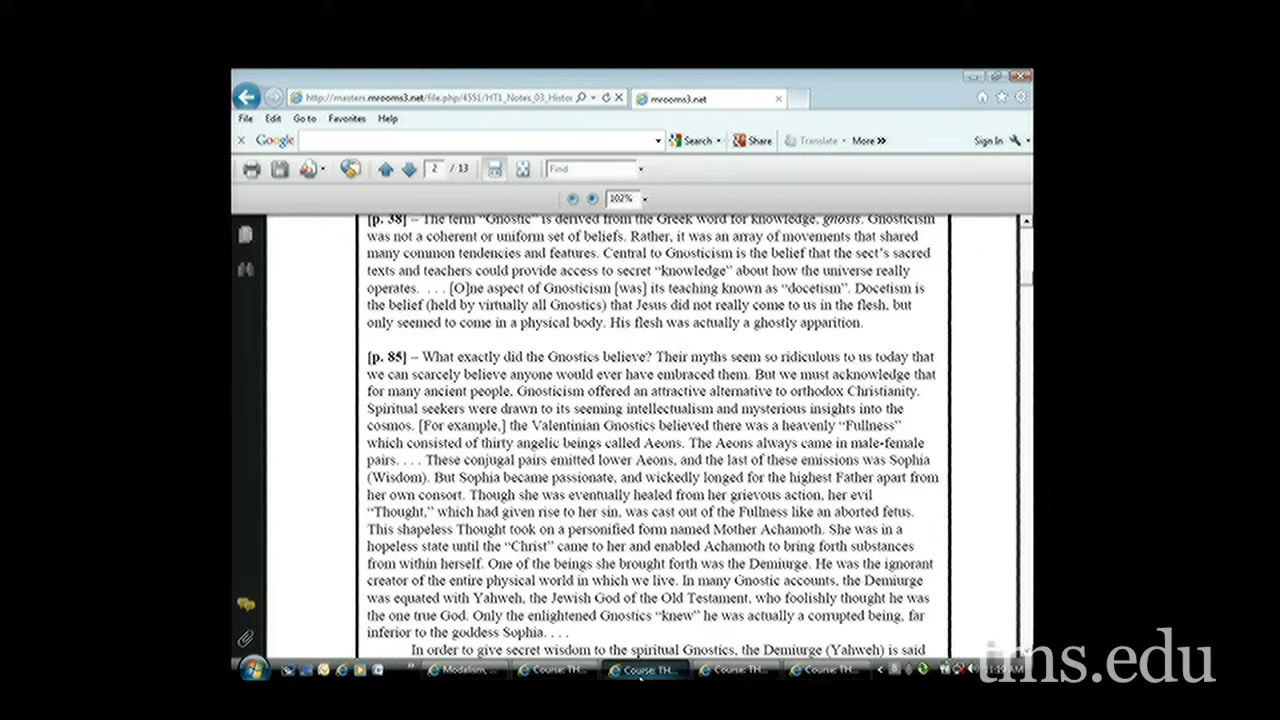 http://masters.mrooms3.net/file.php/4551/HT1_Notes_03_Histor
mrooms3.net
File Edit Go to Favorites Help
x Google Search Share Translate More » Sign In
2 / 13 Find
102%
[p. 38] – The term “Gnostic” is derived from the Greek word for knowledge, gnosis. Gnosticism
was not a coherent or uniform set of beliefs. Rather, it was an array of movements that shared
many common tendencies and features. Central to Gnosticism is the belief that the sect’s sacred
texts and teachers could provide access to secret “knowledge” about how the universe really
operates. . . . [O]ne aspect of Gnosticism [was] its teaching known as “docetism”. Docetism is
the belief (held by virtually all Gnostics) that Jesus did not really come to us in the flesh, but
only seemed to come in a physical body. His flesh was actually a ghostly apparition.
[p. 85] – What exactly did the Gnostics believe? Their myths seem so ridiculous to us today that
we can scarcely believe anyone would ever have embraced them. But we must acknowledge that
for many ancient people, Gnosticism offered an attractive alternative to orthodox Christianity.
Spiritual seekers were drawn to its seeming intellectualism and mysterious insights into the
cosmos. [For example,] the Valentinian Gnostics believed there was a heavenly “Fullness”
which consisted of thirty angelic beings called Aeons. The Aeons always came in male-female
pairs. . . . These conjugal pairs emitted lower Aeons, and the last of these emissions was Sophia
(Wisdom). But Sophia became passionate, and wickedly longed for the highest Father apart from
her own consort. Though she was eventually healed from her grievous action, her evil
“Thought,” which had given rise to her sin, was cast out of the Fullness like an aborted fetus.
This shapeless Thought took on a personified form named Mother Achamoth. She was in a
hopeless state until the “Christ” came to her and enabled Achamoth to bring forth substances
from within herself. One of the beings she brought forth was the Demiurge. He was the ignorant
creator of the entire physical world in which we live. In many Gnostic accounts, the Demiurge
was equated with Yahweh, the Jewish God of the Old Testament, who foolishly thought he was
the one true God. Only the enlightened Gnostics “knew” he was actually a corrupted being, far
inferior to the goddess Sophia. . . .
In order to give secret wisdom to the spiritual Gnostics, the Demiurge (Yahweh) is said
Modalism, ... Course: TH... Course: TH... Course: TH... Course: TH...
tms.edu